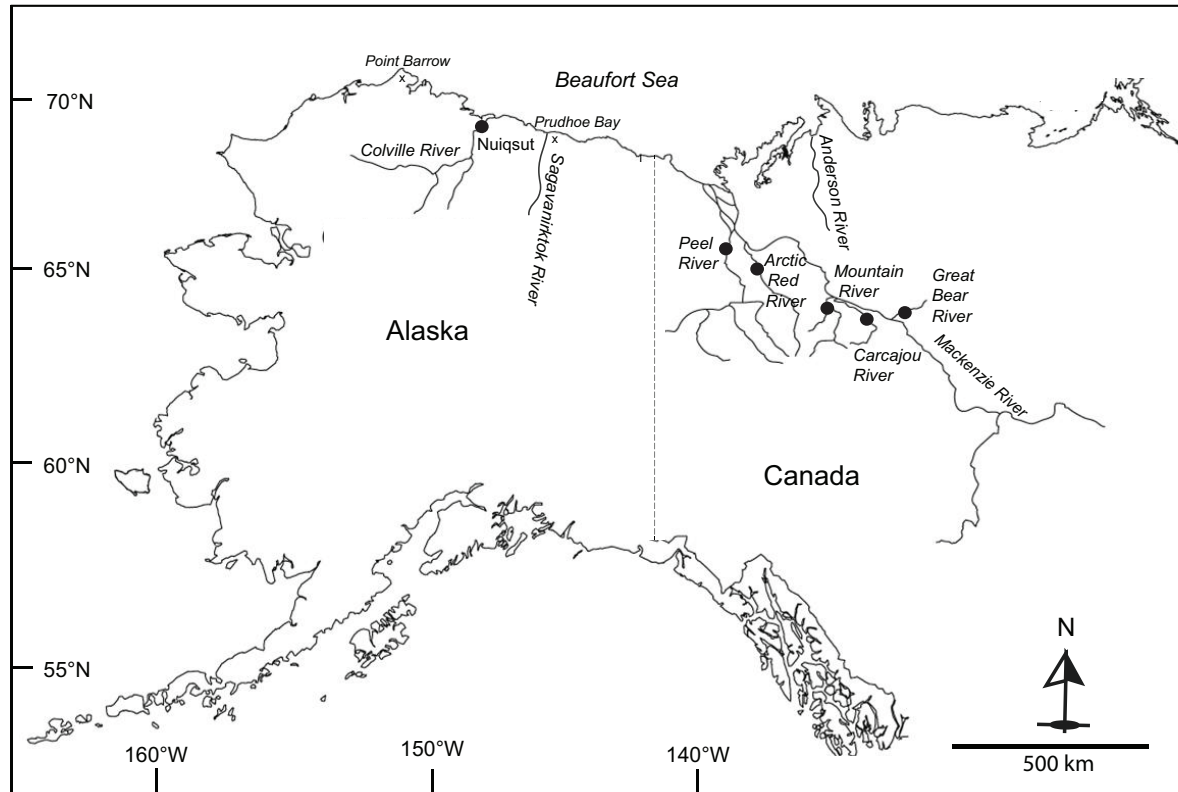 Point Barrow
Beaufort Sea
70°N
Prudhoe Bay
Nuiqsut
Colville River
Sagavanirktok River
Anderson River
Peel
River
Arctic
Red
River
Mountain
River
Great
Bear
River
65°N
Alaska
Carcajou
River
Mackenzie River
60°N
Canada
N
55°N
160°W
150°W
140°W
500 km